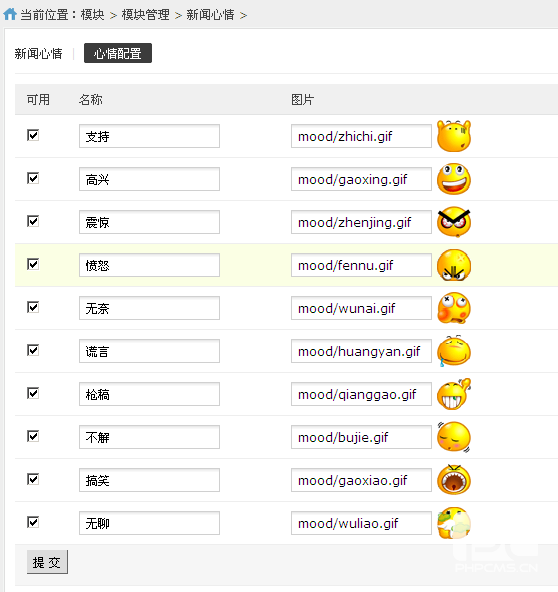 当前位置：模块 > 模块管理 > 新闻心情 >
新闻心情 心情配置
可用 名称 图片
支持 mood/zhichi.gif
高兴 mood/gaoxing.gif
震惊 mood/zhenjing.gif
愤怒 mood/fennu.gif
无奈 mood/wunai.gif
谎言 mood/huangyan.gif
枪稿 mood/qianggao.gif
不解 mood/bujie.gif
搞笑 mood/gaoxiao.gif
无聊 mood/wuliao.gif
提 交
PHPCMS.CN